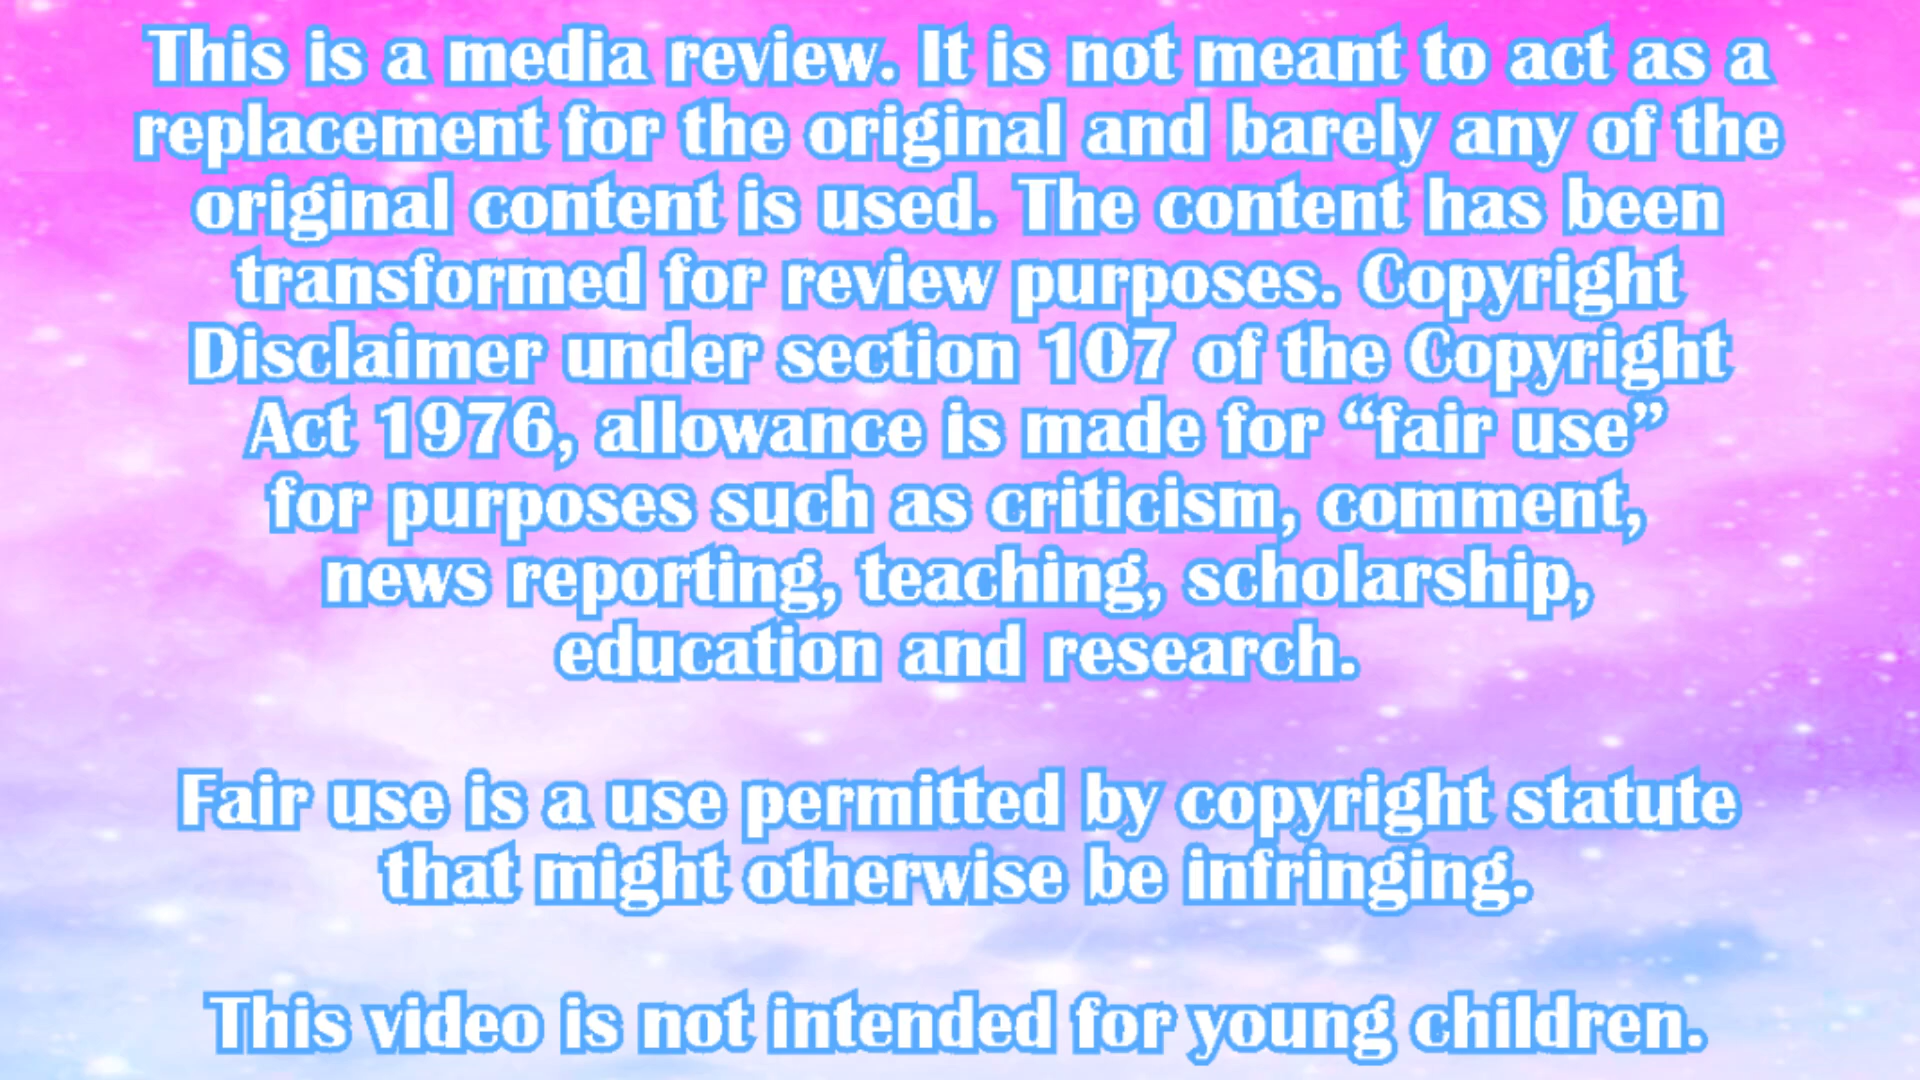 This is a media review. It is not meant to act as a
replacement for the original and barely any of the
original content is used. The content has been
transformed for review purposes. Copyright
Disclaimer under section 107 of the Copyright
Act 1976, allowance is made for “fair use”
for purposes such as criticism, comment,
news reporting, teaching, scholarship,
education and research.
Fair use is a use permitted by copyright statute
that might otherwise be infringing.
This video is not intended for young children.